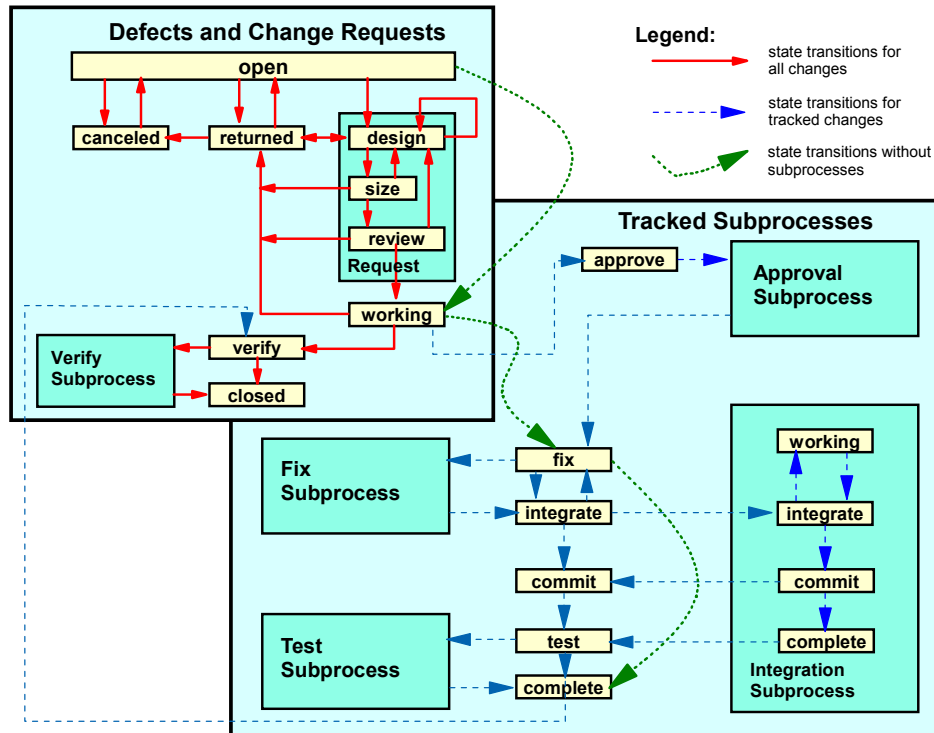 Defects and Change Requests
open
canceled
returned
design
size
review
Request
working
verify
Verify
Subprocess
closed
Legend:
state transitions for
all changes
state transitions for
tracked changes
state transitions without
subprocesses
Tracked Subprocesses
approve
Approval
Subprocess
Fix
Subprocess
fix
integrate
commit
test
complete
Test
Subprocess
working
integrate
commit
complete
Integration
Subprocess